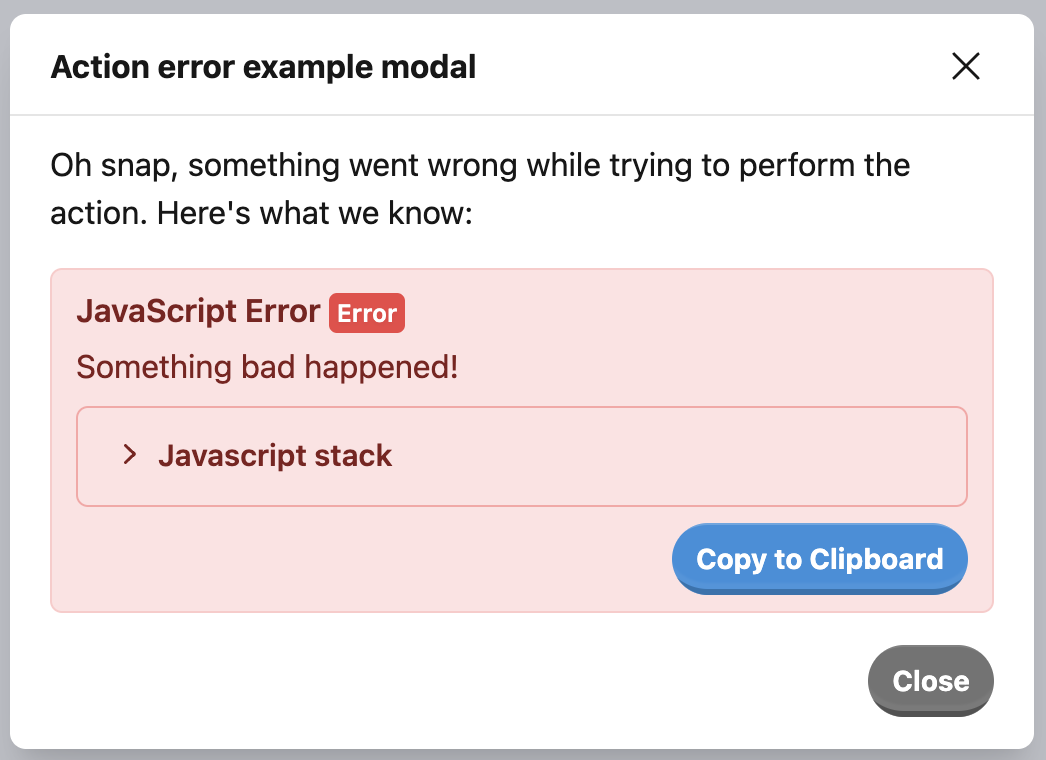 Action error example modal
Oh snap, something went wrong while trying to perform the
action. Here's what we know:
JavaScript Error Error
Something bad happened!
Javascript stack
Copy to Clipboard
Close